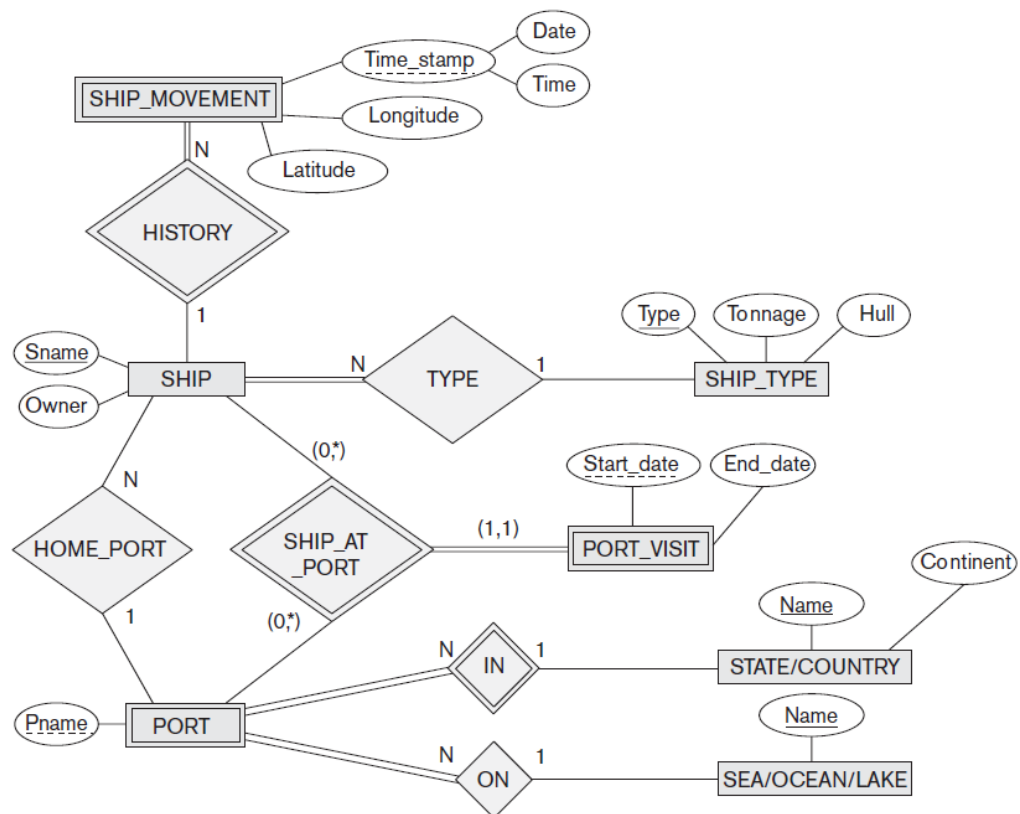 Date
Time_stamp
Time
SHIP_MOVEMENT
Longitude
N
Latitude
HISTORY
1
Type
Tonnage
Hull
Sname
N
1
SHIP
TYPE
SHIP_TYPE
Owner
(0,*)
Start_date
End_date
N
(1,1)
HOME_PORT
SHIP_AT
_PORT
PORT_VISIT
Continent
1
(0,*)
Name
N
1
IN
STATE/COUNTRY
Pname
PORT
Name
N
1
ON
SEA/OCEAN/LAKE